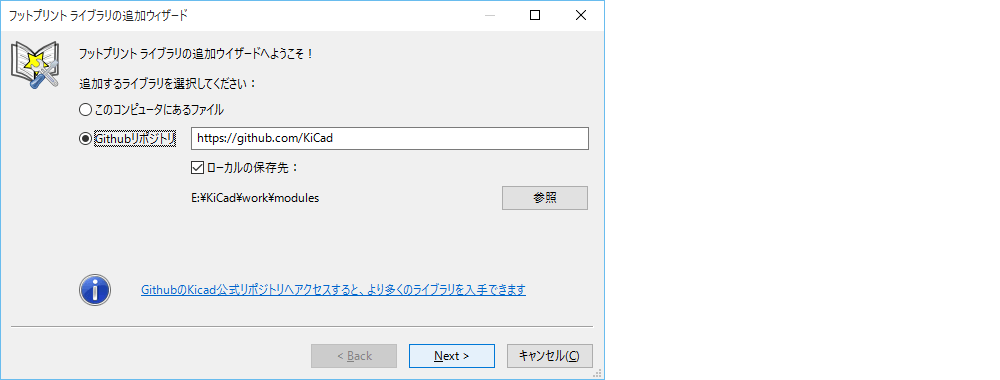 フットプリント ライブラリの追加ウィザード
フットプリント ライブラリの追加ウィザードへようこそ！
追加するライブラリを選択してください：
このコンピュータにあるファイル
Githubリポジトリ https://github.com/KiCad
ローカルの保存先：
E:¥KiCad¥work¥modules 参照
GithubのKicad公式リポジトリへアクセスすると、より多くのライブラリを入手できます
< Back Next > キャンセル(C)